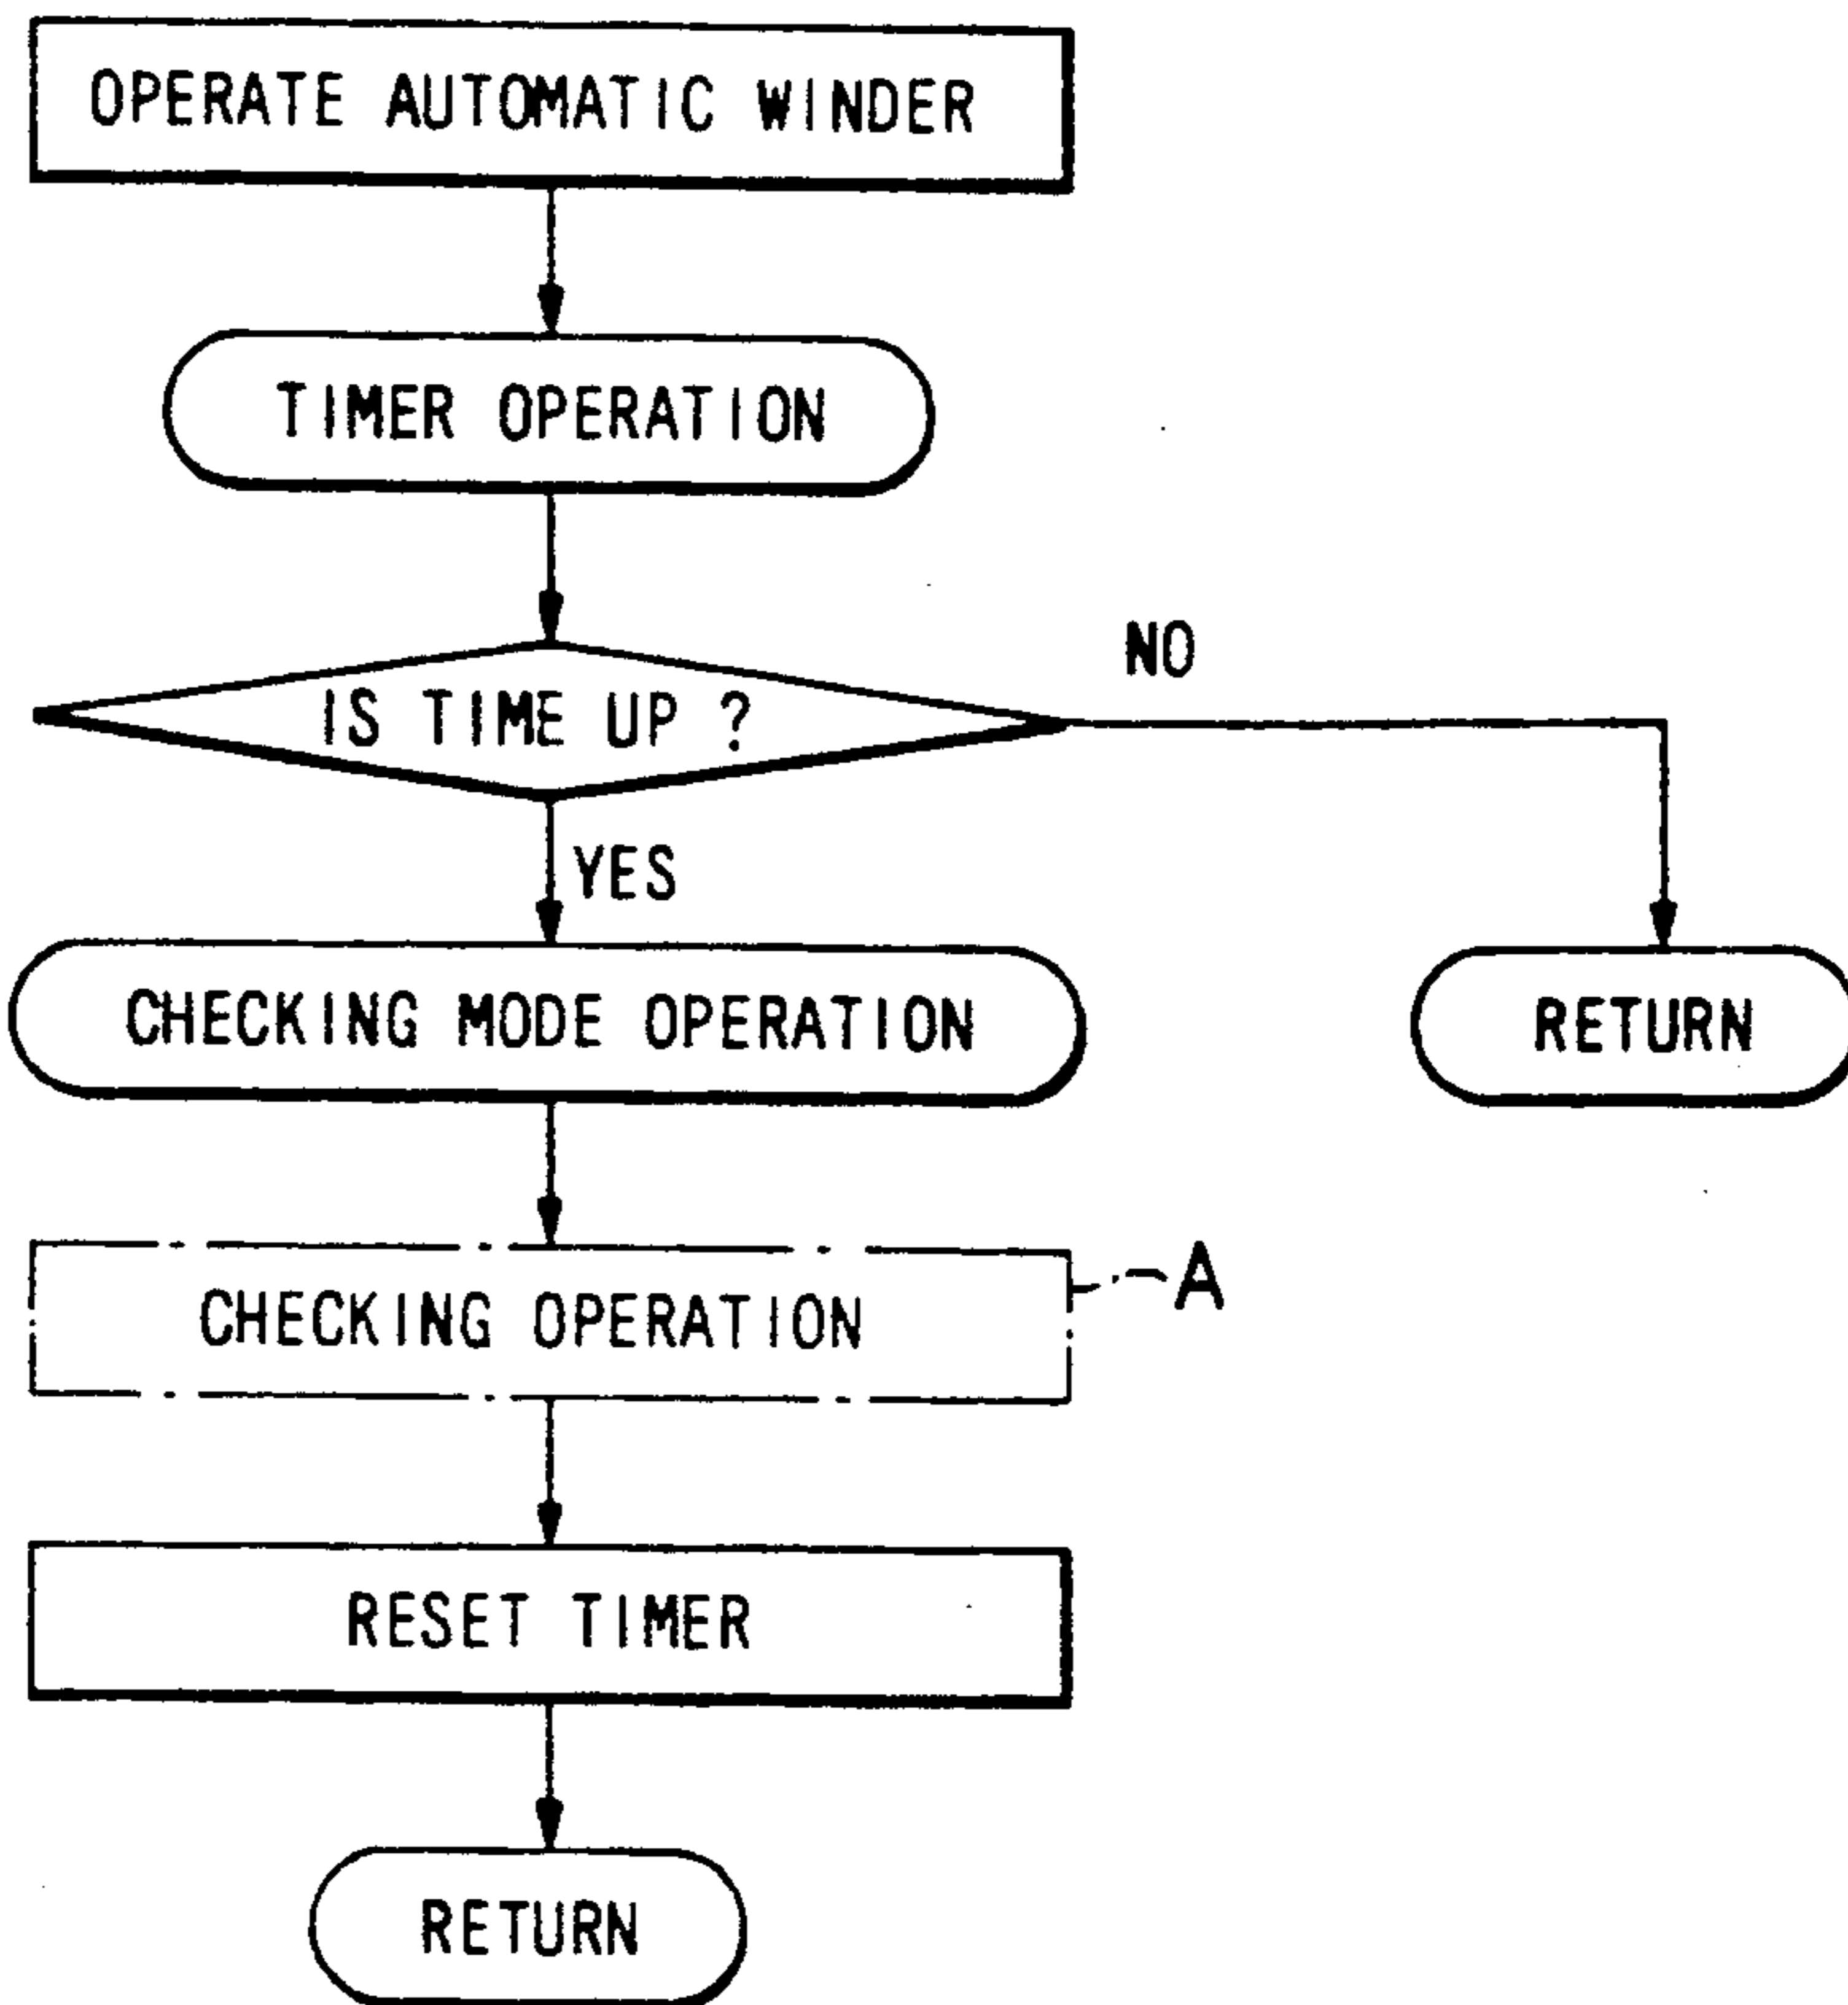 OPERATE AUTOMATIC WINDER
TIMER OPERATION
IS TIME UP ?
NO
YES
CHECKING MODE OPERATION
RETURN
CHECKING OPERATION
A
RESET TIMER
RETURN